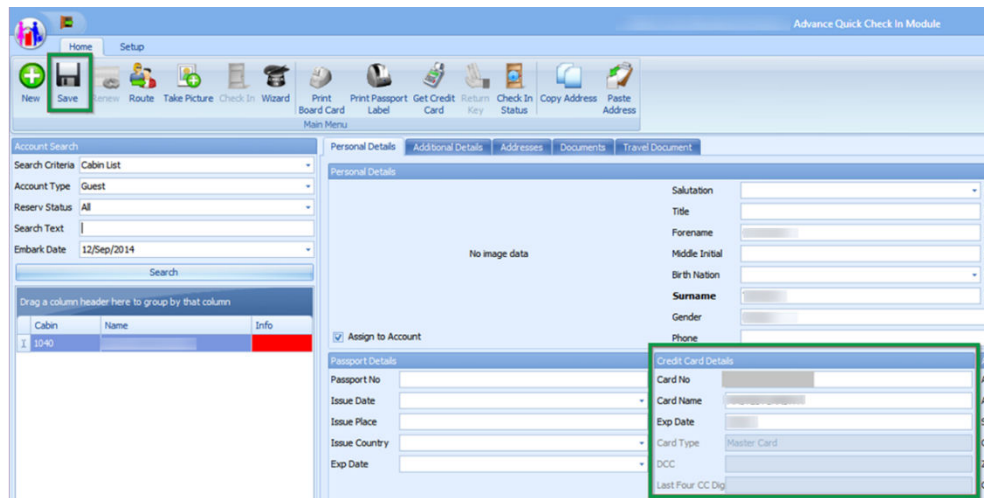 Advance Quick Check In Module
Home Setup
New Save Renew Route Take Picture Check In Wizard Print Board Card Print Passport Label Get Credit Card Return Key Check In Status Copy Address Paste Address
Main Menu
Account Search
Search Criteria Cabin List
Account Type Guest
Reserv Status All
Search Text
Embark Date 12/Sep/2014
Search
Drag a column header here to group by that column
Cabin Name Info
1040
Personal Details Additional Details Addresses Documents Travel Document
Personal Details
No image data
Assign to Account
Salutation
Title
Forename
Middle Initial
Birth Nation
Surname
Gender
Phone
Passport Details
Passport No
Issue Date
Issue Place
Issue Country
Exp Date
Credit Card Details
Card No
Card Name
Exp Date
Card Type Master Card
DCC
Last Four CC Dig